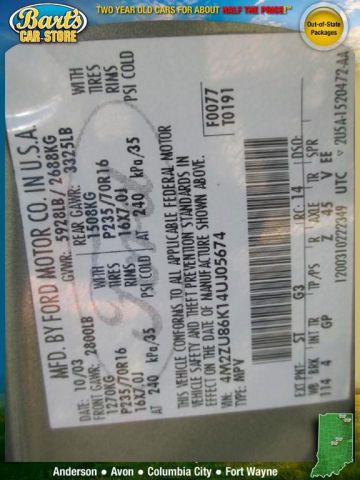 Bart's
CAR STORE
TWO YEAR OLD CARS FOR ABOUT HALF THE PRICE!
Out-of-State
Packages
MFD. BY FORD MOTOR CO. IN U.S.A.
DATE: 10/03 GVWR: 5928LB/2688KG
FRONT GAWR: 2800LB REAR GAWR: 3325LB
1270KG WITH 1508KG WITH
P235/70R16 TIRES P235/70R16 TIRES
16X7.0J RIMS 16X7.0J RIMS
AT 240 kPa/35 PSI COLD AT 240 kPa/35 PSI COLD
THIS VEHICLE CONFORMS TO ALL APPLICABLE FEDERAL MOTOR
VEHICLE SAFETY AND THEFT PREVENTION STANDARDS IN
EFFECT ON THE DATE OF MANUFACTURE SHOWN ABOVE.
VIN: 4M2ZU86K14UJ05674
TYPE: MPV
F0077
T0191
EXT PNT: ST G3 RC: 14 DSO:
WB BRK INT TR TP/PS R AXLE TR SPR
114 4 GP Z 45 V EE
1200310222349 UTC
2U5A-1520472-AA
Anderson • Avon • Columbia City • Fort Wayne